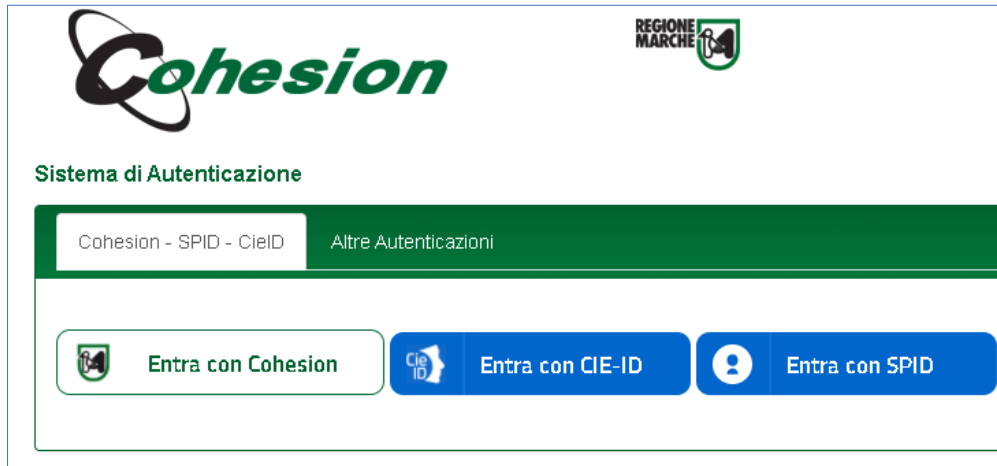 Cohesion
REGIONE
MARCHE
Sistema di Autenticazione
Cohesion - SPID - CieID
Altre Autenticazioni
Entra con Cohesion
Cie
ID
Entra con CIE-ID
Entra con SPID